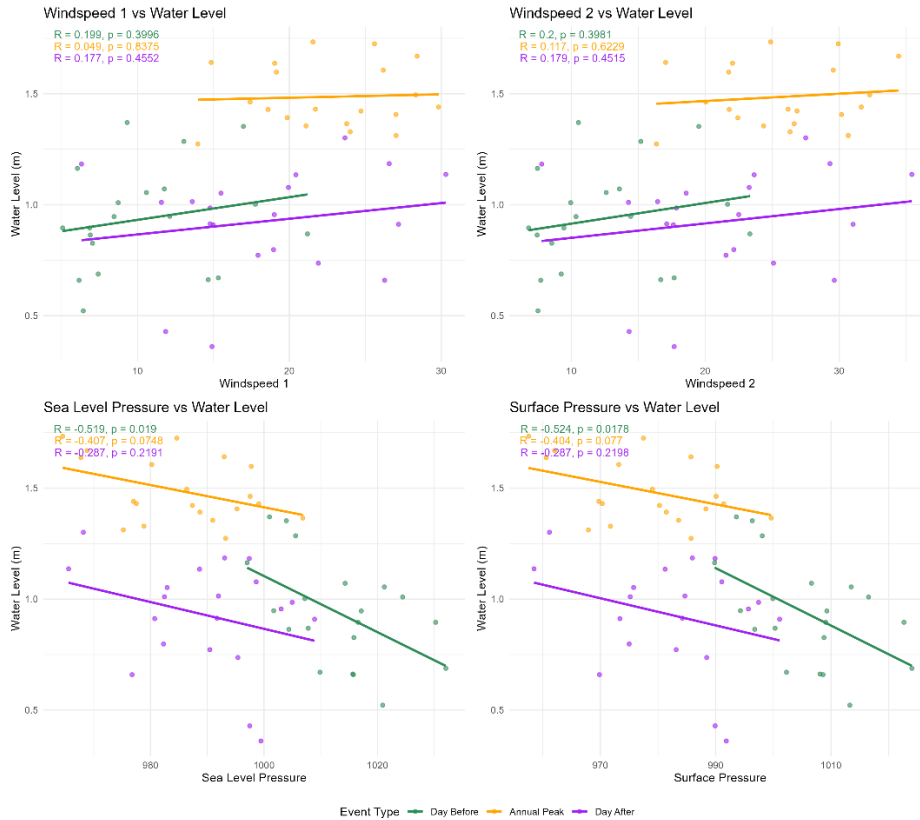 Windspeed 1 vs Water Level
R = 0.199, p = 0.3996
R = 0.049, p = 0.8375
R = 0.177, p = 0.4552
Water Level (m)
1.5
1.0
0.5
10
20
30
Windspeed 1
Windspeed 2 vs Water Level
R = 0.2, p = 0.3981
R = 0.117, p = 0.6229
R = 0.179, p = 0.4515
Water Level (m)
1.5
1.0
0.5
10
20
30
Windspeed 2
Sea Level Pressure vs Water Level
R = -0.519, p = 0.019
R = -0.407, p = 0.0748
R = -0.287, p = 0.2191
Water Level (m)
1.5
1.0
0.5
980
1000
1020
Sea Level Pressure
Surface Pressure vs Water Level
R = -0.524, p = 0.0178
R = -0.404, p = 0.077
R = -0.287, p = 0.2198
Water Level (m)
1.5
1.0
0.5
970
990
1010
Surface Pressure
Event Type Day Before Annual Peak Day After